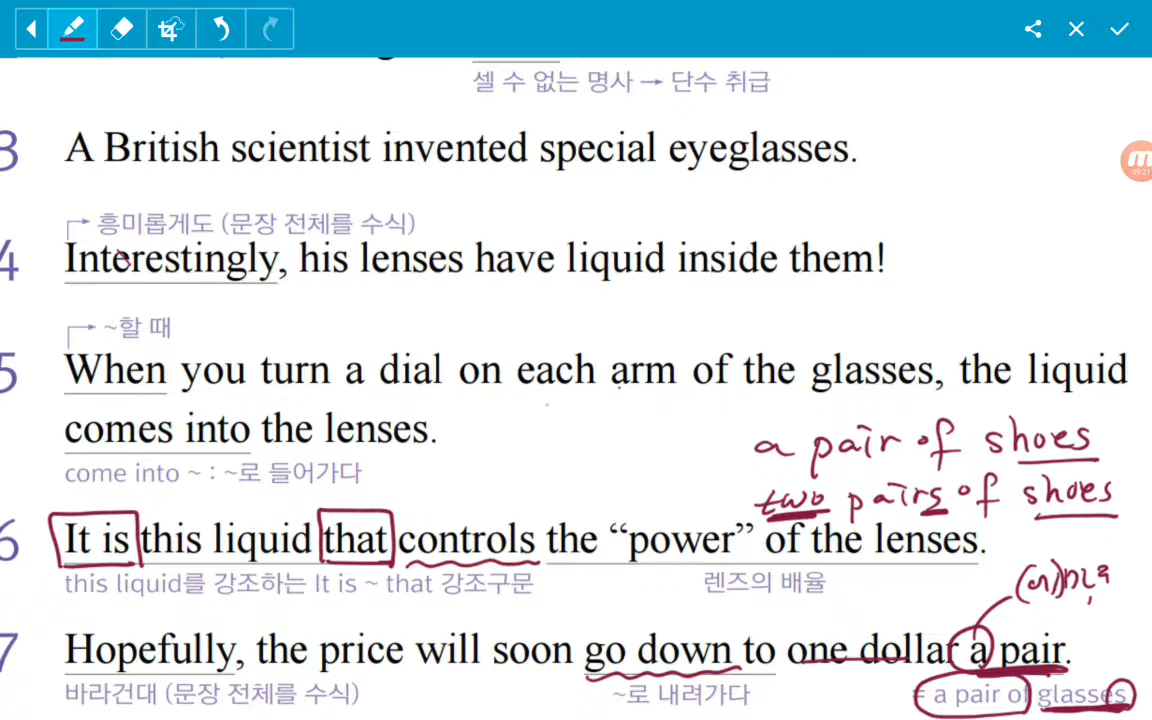 셀 수 없는 명사 → 단수 취급
3 A British scientist invented special eyeglasses.
흥미롭게도 (문장 전체를 수식)
4 Interestingly, his lenses have liquid inside them!
09:21
~할 때
5 When you turn a dial on each arm of the glasses, the liquid
comes into the lenses.
come into ~ : ~로 들어가다
a pair of shoes
two pairs of shoes
6 It is this liquid that controls the “power” of the lenses.
this liquid를 강조하는 It is ~ that 강조구문
렌즈의 배율
7 Hopefully, the price will soon go down to one dollar a pair.
바라건대 (문장 전체를 수식)
~로 내려가다
= a pair of glasses